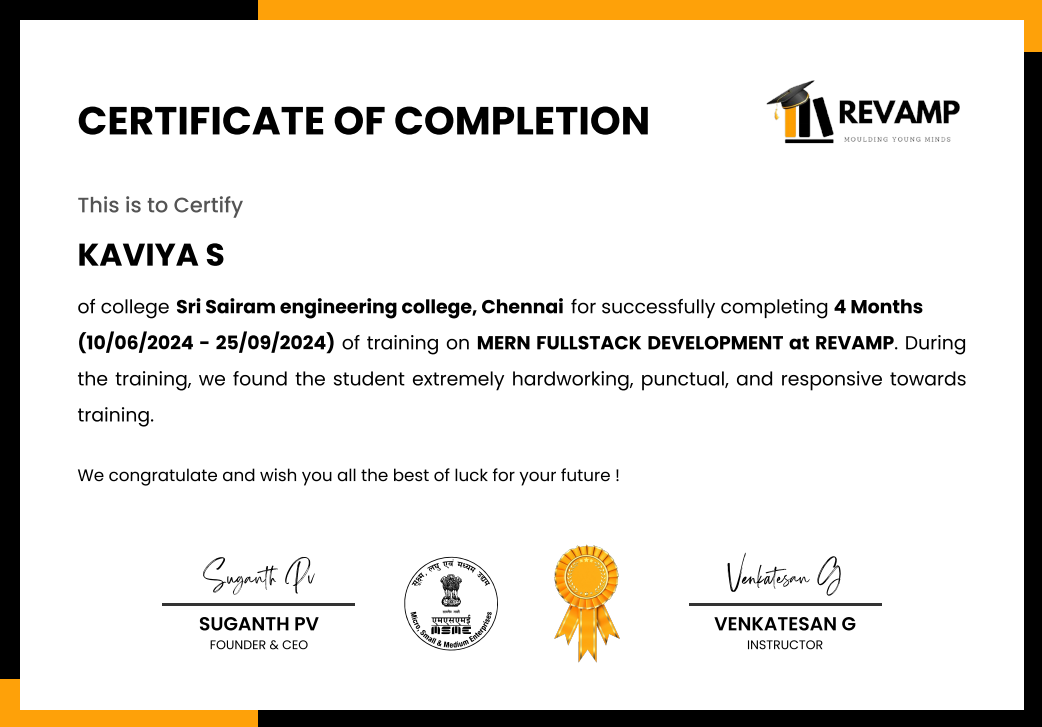 CERTIFICATE OF COMPLETION
REVAMP
MOULDING YOUNG MINDS
This is to Certify
KAVIYA S
of college Sri Sairam engineering college, Chennai for successfully completing 4 Months
(10/06/2024 - 25/09/2024) of training on MERN FULLSTACK DEVELOPMENT at REVAMP. During
the training, we found the student extremely hardworking, punctual, and responsive towards
training.
We congratulate and wish you all the best of luck for your future !
Suganth Pv
SUGANTH PV
FOUNDER & CEO
सूक्ष्म, लघु एवं मध्यम उद्यम
एमएसएमई
MSME
Micro, Small & Medium Enterprises
Venkatesan G
VENKATESAN G
INSTRUCTOR